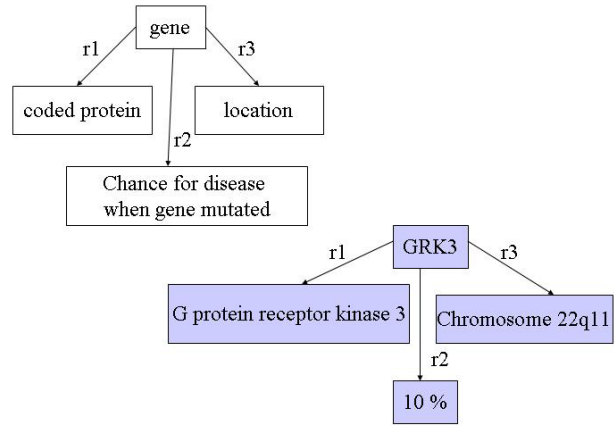 gene
r1
r3
coded protein
location
r2
Chance for disease
when gene mutated
GRK3
r1
r3
G protein receptor kinase 3
Chromosome 22q11
r2
10 %